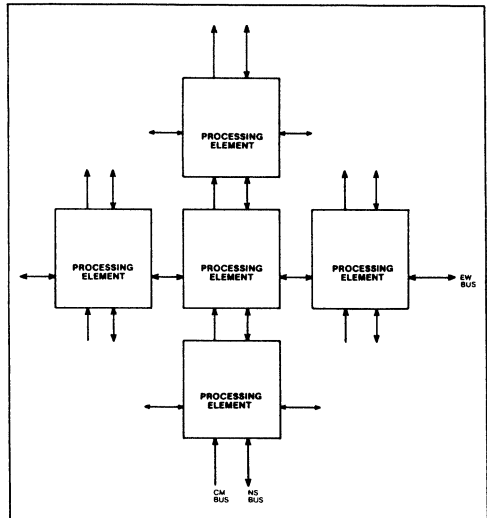 PROCESSING
ELEMENT
PROCESSING
ELEMENT
PROCESSING
ELEMENT
PROCESSING
ELEMENT
EW
BUS
PROCESSING
ELEMENT
CM
BUS
NS
BUS